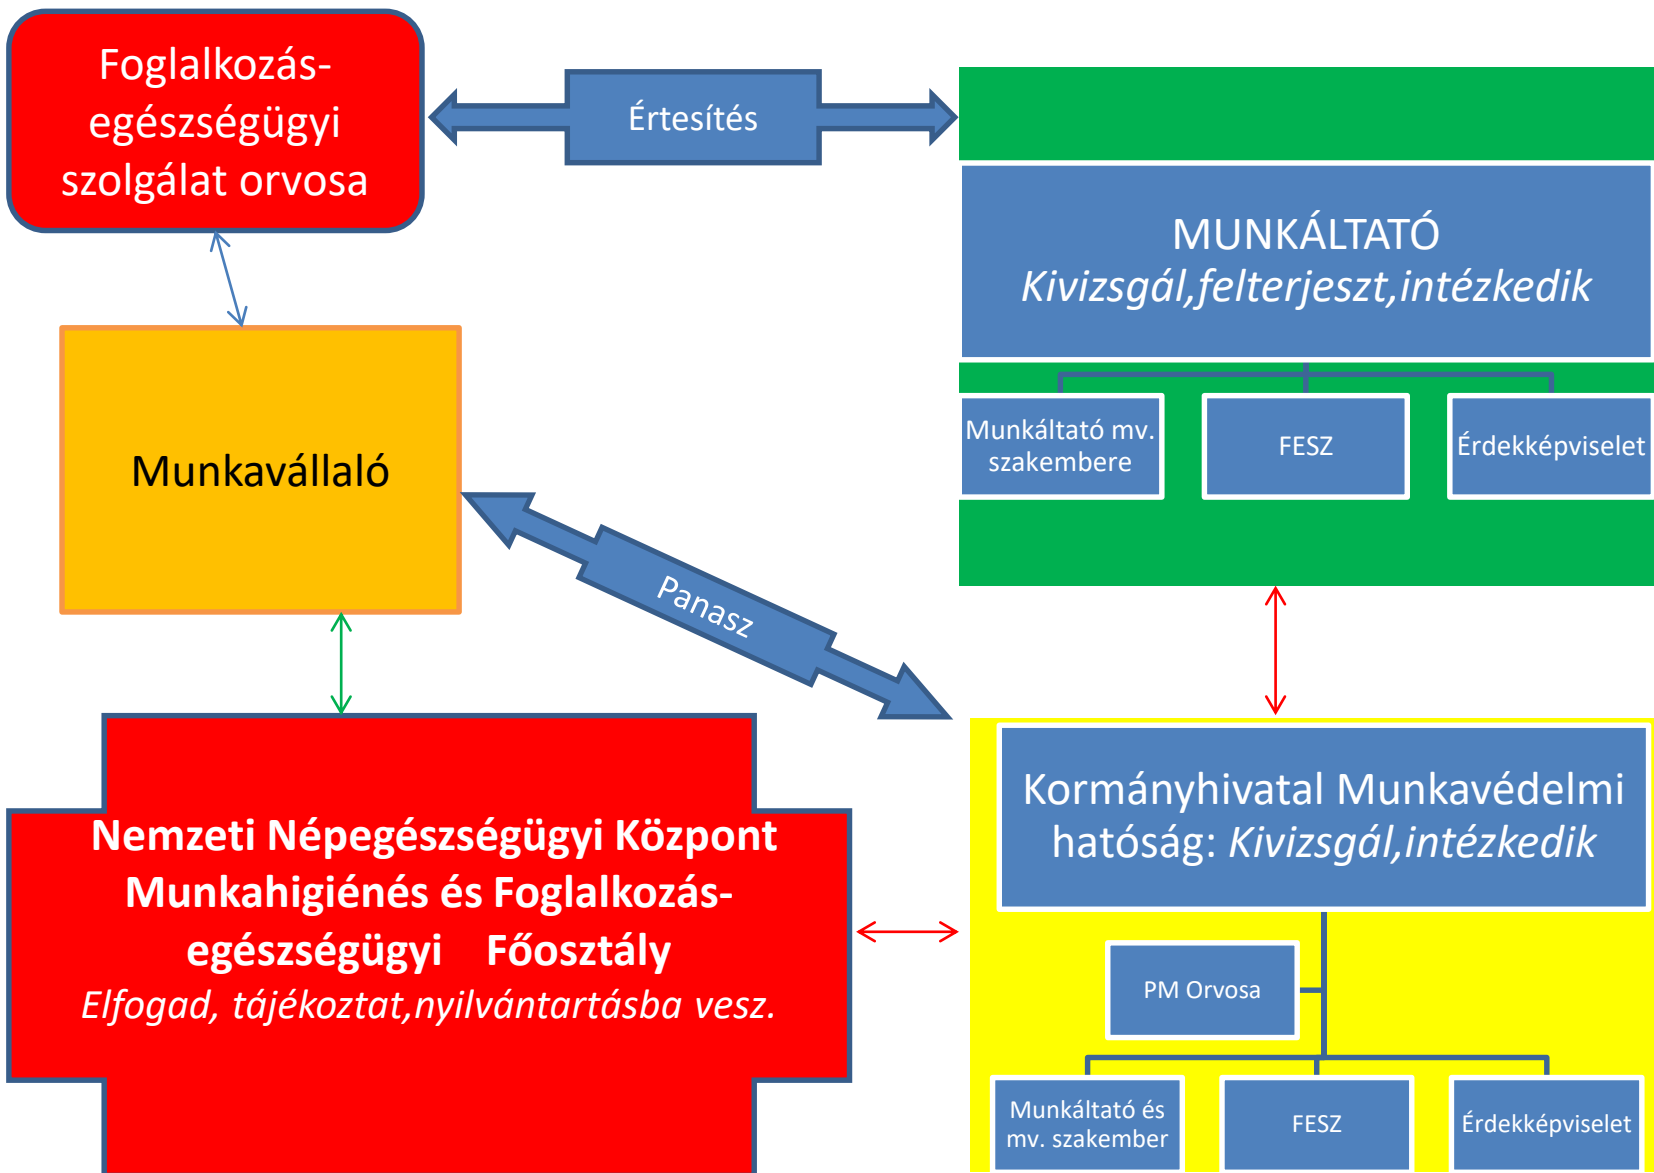 Foglalkozás-
egészségügyi
szolgálat orvosa
Értesítés
MUNKÁLTATÓ
Kivizsgál,felterjeszt,intézkedik
Munkáltató mv.
szakembere
FESZ
Érdekképviselet
Munkavállaló
Panasz
Nemzeti Népegészségügyi Központ
Munkahigiénés és Foglalkozás-
egészségügyi Főosztály
Elfogad, tájékoztat,nyilvántartásba vesz.
Kormányhivatal Munkavédelmi
hatóság: Kivizsgál,intézkedik
PM Orvosa
Munkáltató és
mv. szakember
FESZ
Érdekképviselet